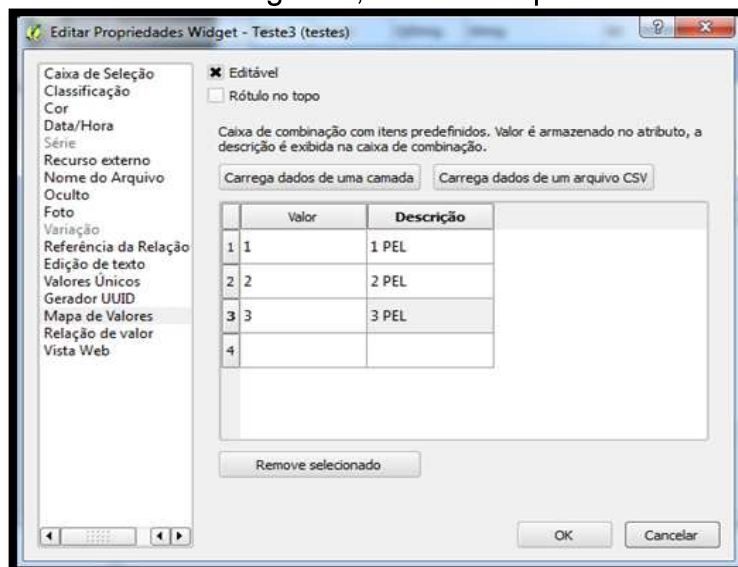 Editar Propriedades Widget - Teste3 (testes)
Caixa de Seleção
Classificação
Cor
Data/Hora
Série
Recurso externo
Nome do Arquivo
Oculto
Foto
Variação
Referência da Relação
Edição de texto
Valores Únicos
Gerador UUID
Mapa de Valores
Relação de valor
Vista Web
Editável
Rótulo no topo
Caixa de combinação com itens predefinidos. Valor é armazenado no atributo, a
descrição é exibida na caixa de combinação.
Carrega dados de uma camada Carrega dados de um arquivo CSV
Valor Descrição
1 1 1 PEL
2 2 2 PEL
3 3 3 PEL
4
Remove selecionado
OK Cancelar